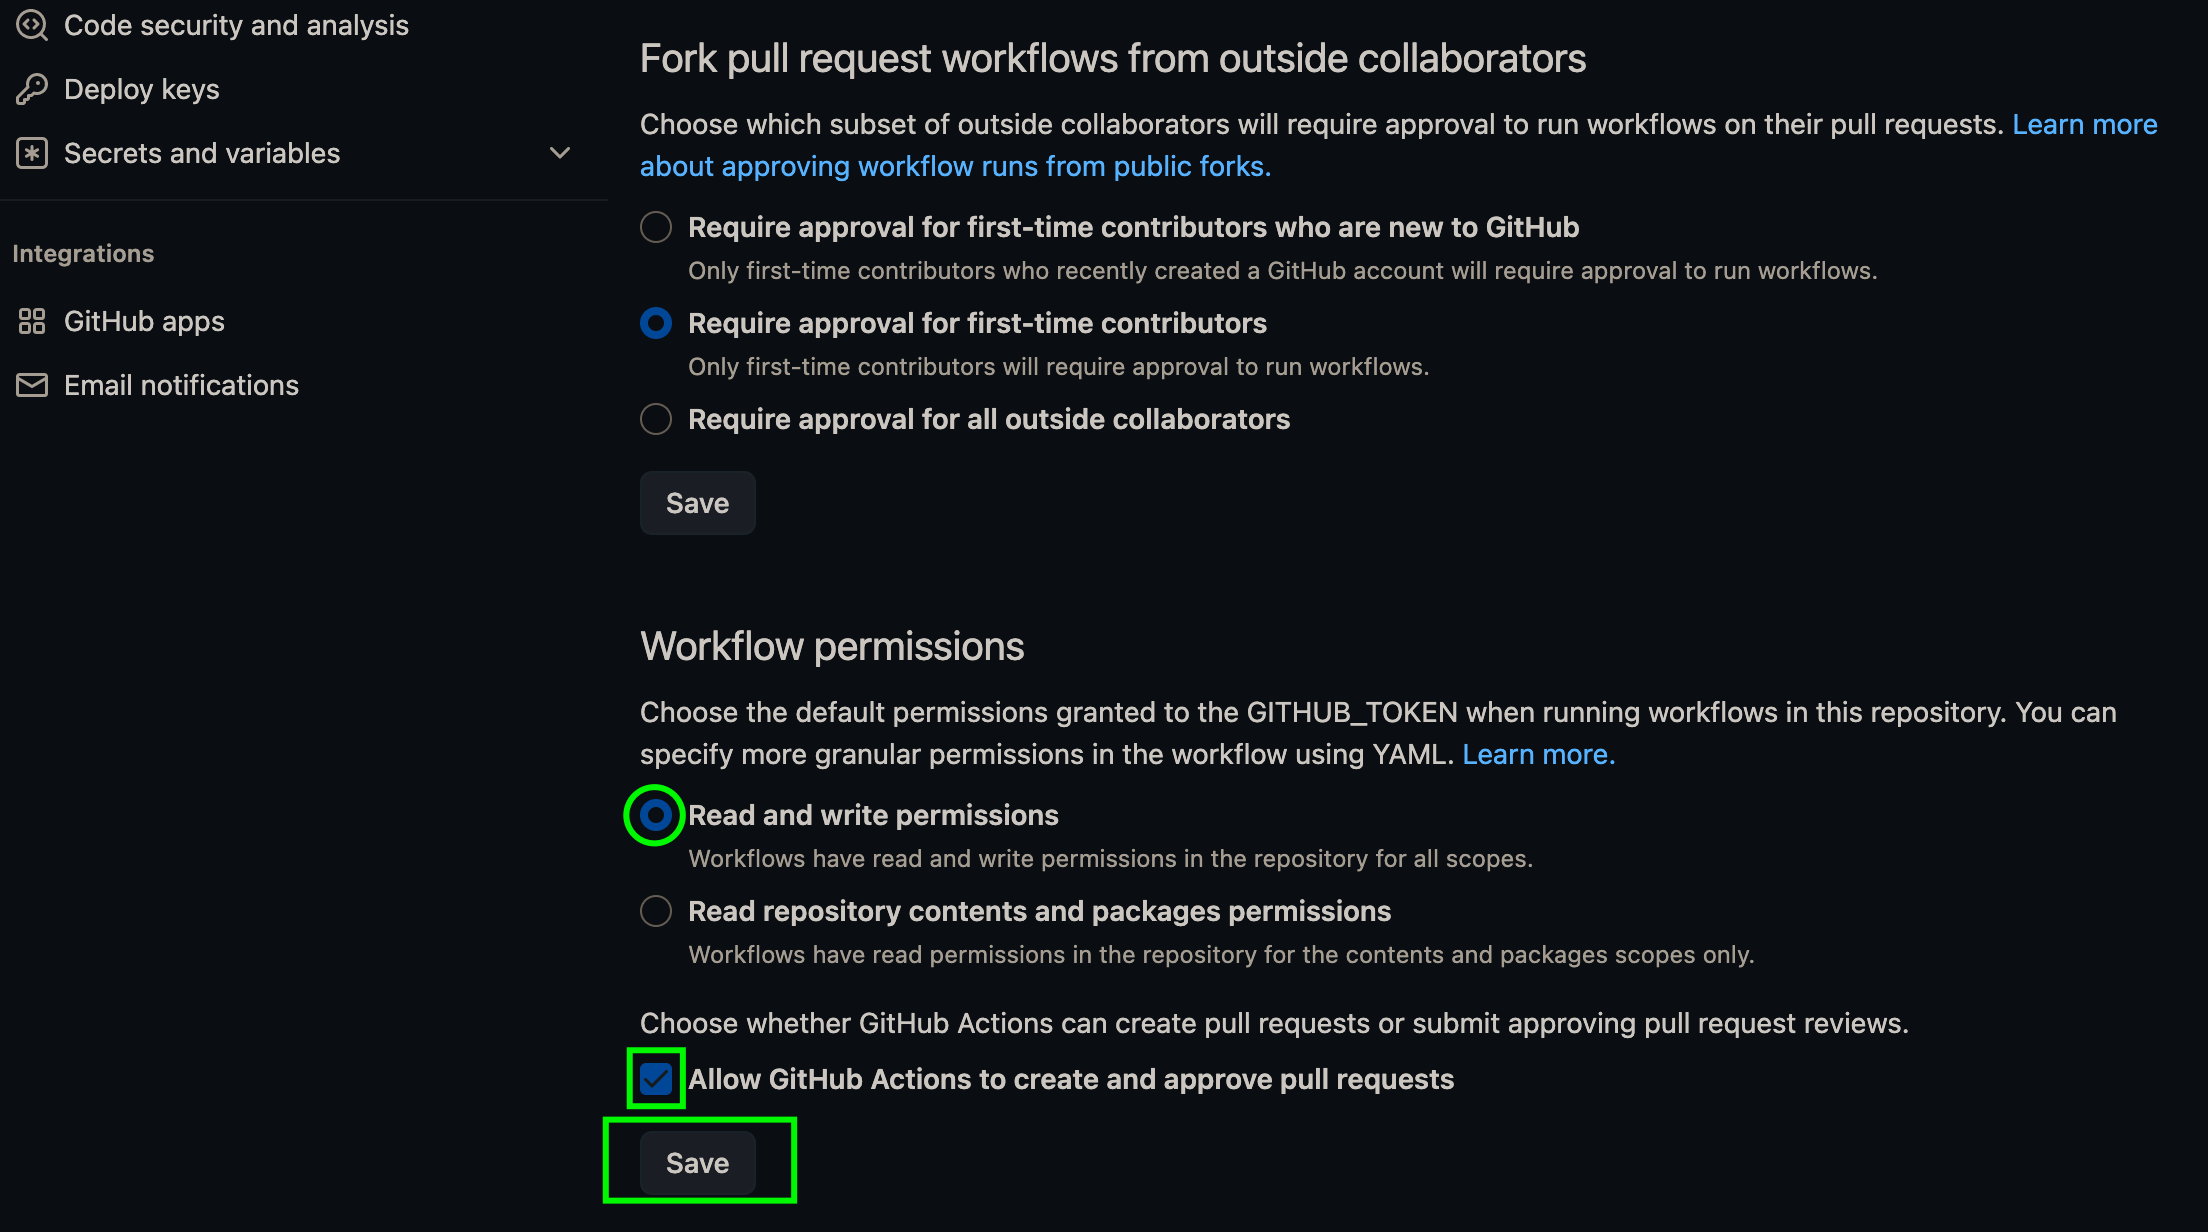 Code security and analysis
Deploy keys
Secrets and variables
Integrations
GitHub apps
Email notifications
Fork pull request workflows from outside collaborators
Choose which subset of outside collaborators will require approval to run workflows on their pull requests. Learn more
about approving workflow runs from public forks.
Require approval for first-time contributors who are new to GitHub
Only first-time contributors who recently created a GitHub account will require approval to run workflows.
Require approval for first-time contributors
Only first-time contributors will require approval to run workflows.
Require approval for all outside collaborators
Save
Workflow permissions
Choose the default permissions granted to the GITHUB_TOKEN when running workflows in this repository. You can
specify more granular permissions in the workflow using YAML. Learn more.
Read and write permissions
Workflows have read and write permissions in the repository for all scopes.
Read repository contents and packages permissions
Workflows have read permissions in the repository for the contents and packages scopes only.
Choose whether GitHub Actions can create pull requests or submit approving pull request reviews.
Allow GitHub Actions to create and approve pull requests
Save